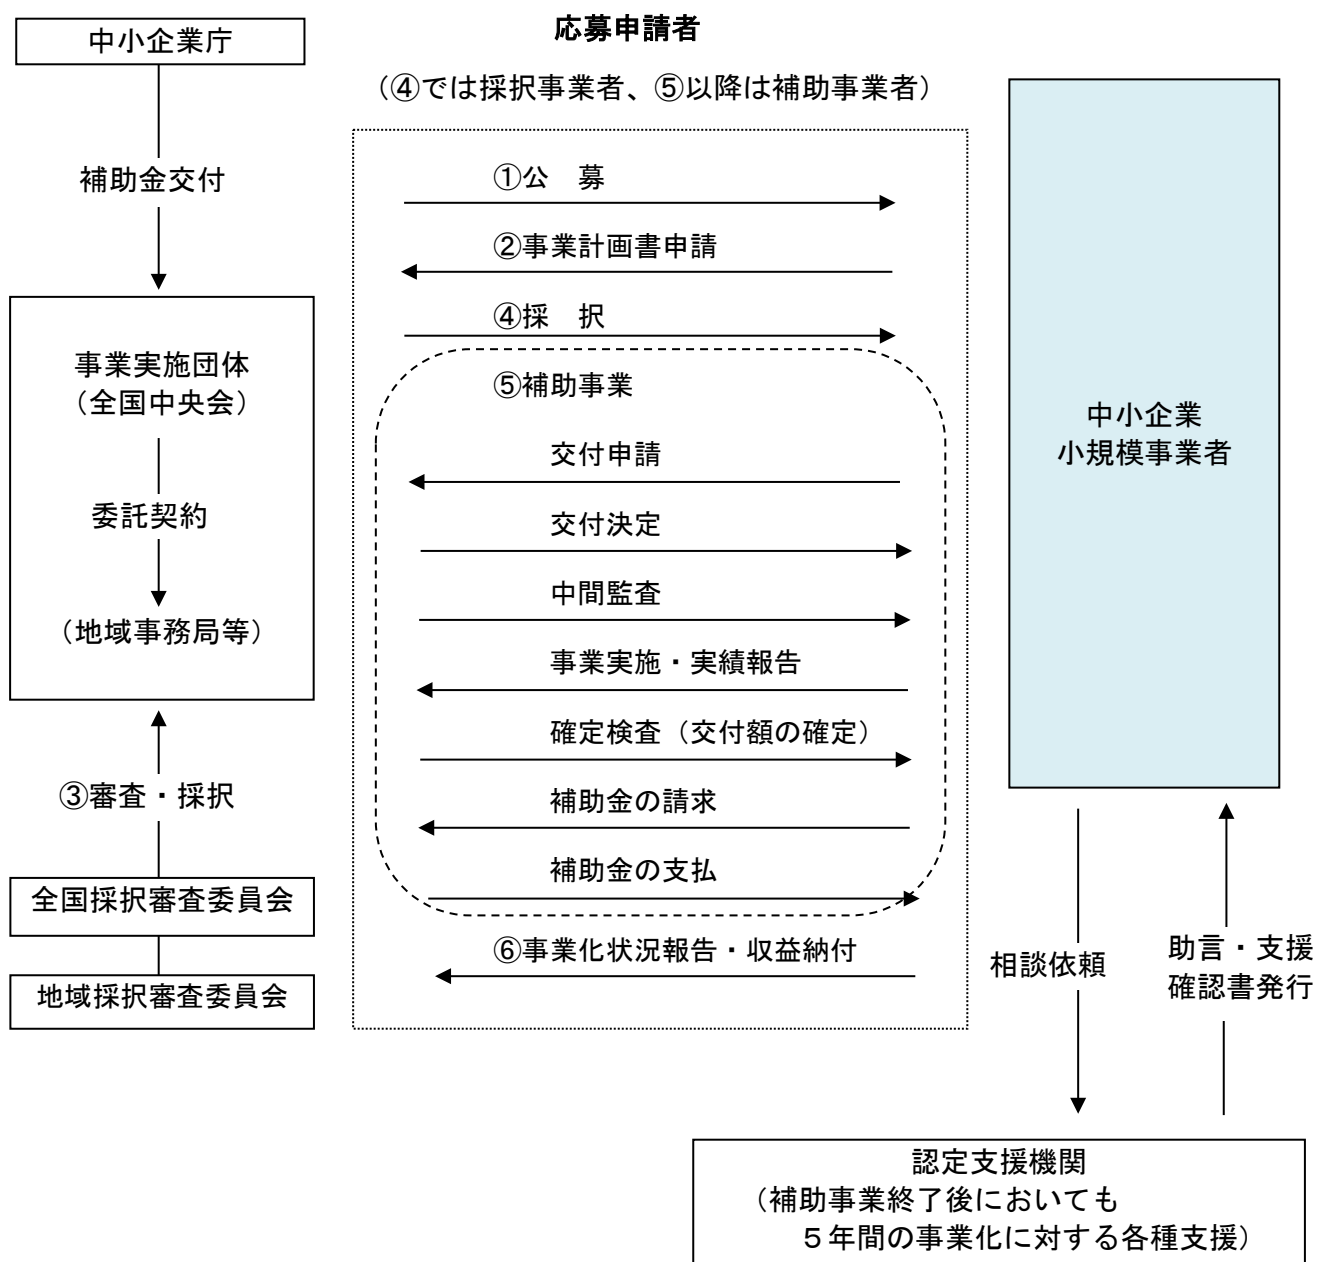 応募申請者
（④では採択事業者、⑤以降は補助事業者）
中小企業庁
補助金交付
事業実施団体
（全国中央会）
委託契約
（地域事務局等）
③審査・採択
全国採択審査委員会
地域採択審査委員会
①公　募
②事業計画書申請
④採　択
⑤補助事業
交付申請
交付決定
中間監査
事業実施・実績報告
確定検査（交付額の確定）
補助金の請求
補助金の支払
⑥事業化状況報告・収益納付
中小企業
小規模事業者
相談依頼
助言・支援
確認書発行
認定支援機関
（補助事業終了後においても
５年間の事業化に対する各種支援）